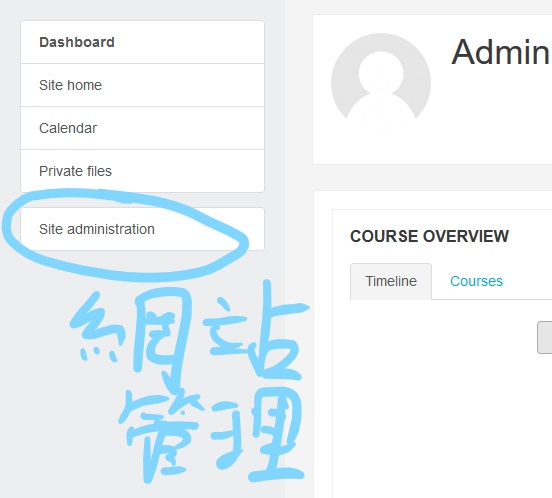 Dashboard
Site home
Calendar
Private files
Site administration
網站
管理
Admin
COURSE OVERVIEW
Timeline
Courses